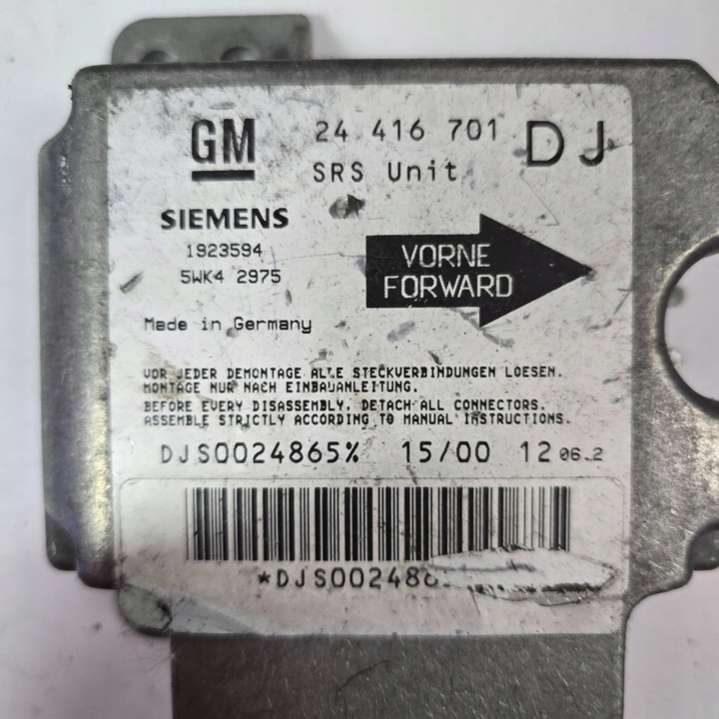 GM 24 416 701 DJ
SRS Unit
SIEMENS
1923594
5WK4 2975
VORNE
FORWARD
Made in Germany
VOR JEDER DEMONTAGE ALLE STECKVERBINDUNGEN LOESEN.
MONTAGE NUR NACH EINBAUANLEITUNG.
BEFORE EVERY DISASSEMBLY, DETACH ALL CONNECTORS.
ASSEMBLE STRICTLY ACCORDING TO MANUAL INSTRUCTIONS.
DJS0024865% 15/00 12 06.2